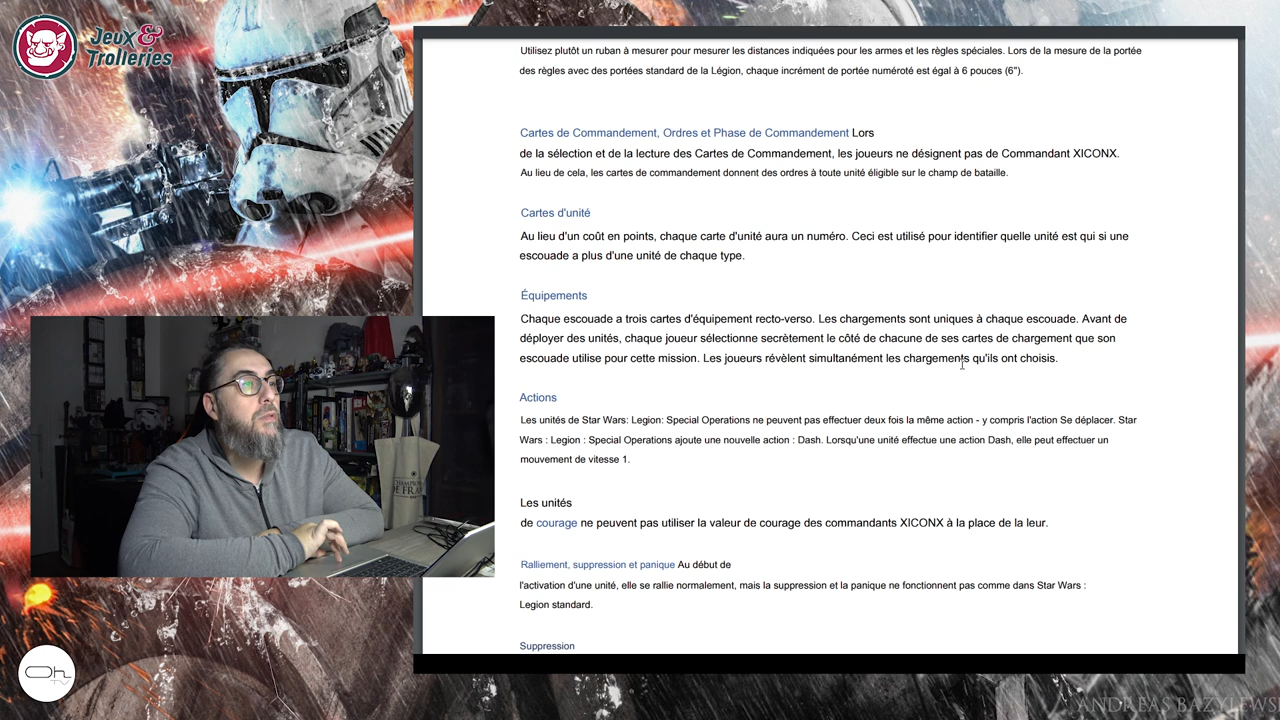 Jeux &
Trolleries
Utilisez plutôt un ruban à mesurer pour mesurer les distances indiquées pour les armes et les règles spéciales. Lors de la mesure de la portée
des règles avec des portées standard de la Légion, chaque incrément de portée numéroté est égal à 6 pouces (6").
Cartes de Commandement, Ordres et Phase de Commandement Lors
de la sélection et de la lecture des Cartes de Commandement, les joueurs ne désignent pas de Commandant XICONX.
Au lieu de cela, les cartes de commandement donnent des ordres à toute unité éligible sur le champ de bataille.
Cartes d'unité
Au lieu d'un coût en points, chaque carte d'unité aura un numéro. Ceci est utilisé pour identifier quelle unité est qui si une
escouade a plus d'une unité de chaque type.
Équipements
Chaque escouade a trois cartes d'équipement recto-verso. Les chargements sont uniques à chaque escouade. Avant de
déployer des unités, chaque joueur sélectionne secrètement le côté de chacune de ses cartes de chargement que son
escouade utilise pour cette mission. Les joueurs révèlent simultanément les chargements qu'ils ont choisis.
Actions
Les unités de Star Wars: Legion: Special Operations ne peuvent pas effectuer deux fois la même action - y compris l'action Se déplacer. Star
Wars : Legion : Special Operations ajoute une nouvelle action : Dash. Lorsqu'une unité effectue une action Dash, elle peut effectuer un
mouvement de vitesse 1.
Les unités
de courage ne peuvent pas utiliser la valeur de courage des commandants XICONX à la place de la leur.
Ralliement, suppression et panique Au début de
l'activation d'une unité, elle se rallie normalement, mais la suppression et la panique ne fonctionnent pas comme dans Star Wars :
Legion standard.
Suppression
CHAMPION
DE FRA
Oh
TV
ANDREAS BAZYLEWS